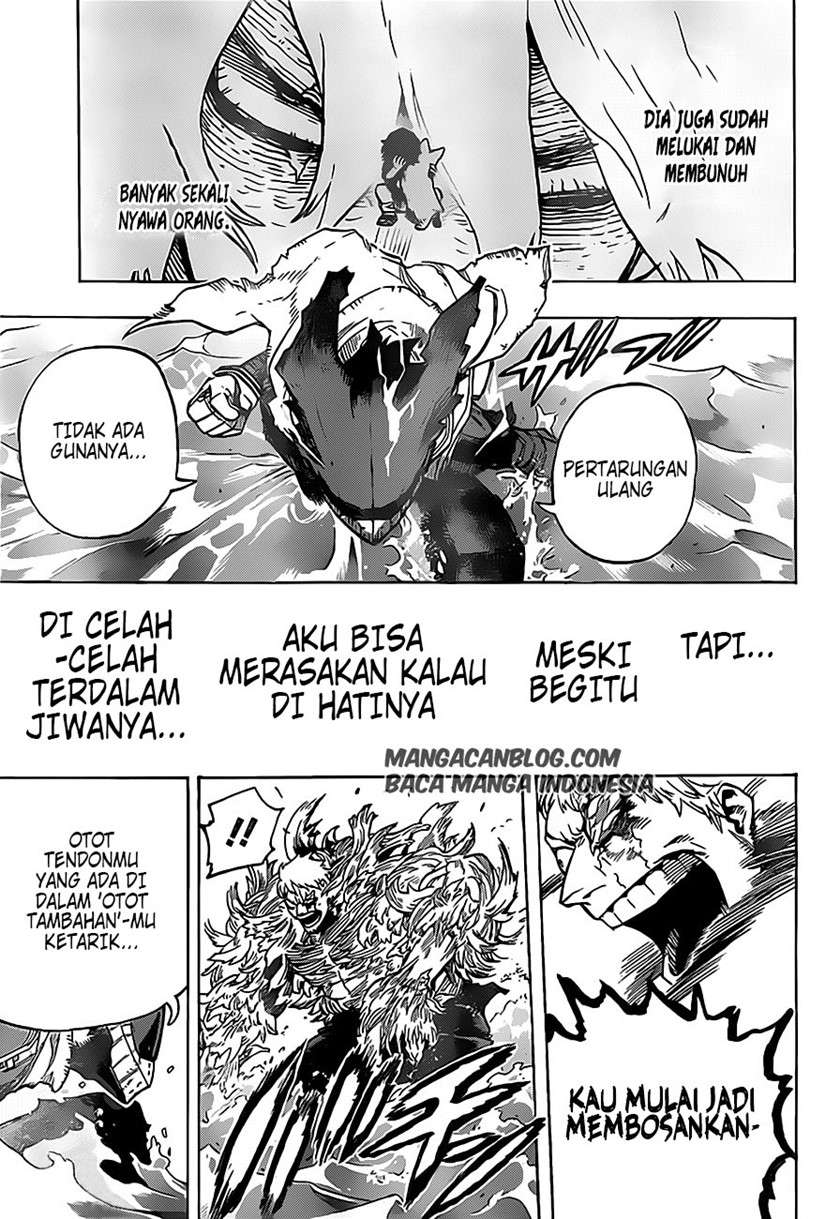 DIA JUGA SUDAH
MELUKAI DAN
MEMBUNUH
BANYAK SEKALI
NYAWA ORANG.
PERTARUNGAN
ULANG
TIDAK ADA
GUNANYA...
TAPI...
MESKI
BEGITU
AKU BISA
MERASAKAN KALAU
DI HATINYA
DI CELAH
-CELAH
TERDALAM
JIWANYA...
MANGACANBLOG.COM
BACA MANGA INDONESIA
KAU MULAI JADI
MEMBOSANKAN-
!!
OTOT
TENDONMU
YANG ADA DI
DALAM 'OTOT
TAMBAHAN'-MU
KETARIK...